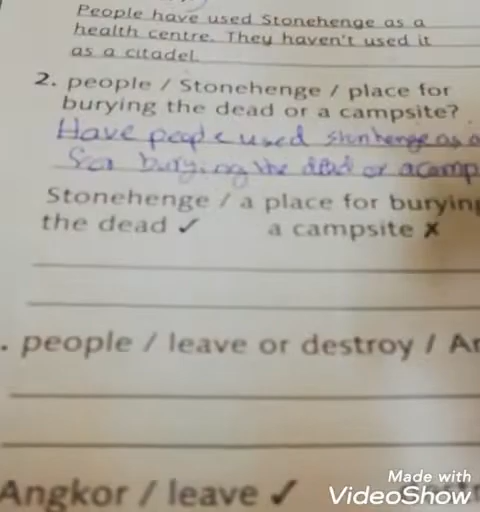 People have used Stonehenge as a
health centre. They haven't used it
as a citadel.
2. people / Stonehenge / place for
burying the dead or a campsite?
Have people used stonhenge as a
for burying the dead or a camp
Stonehenge / a place for burying
the dead ✓ a campsite ✗
. people / leave or destroy / An
Angkor / leave ✓
Made with
VideoShow